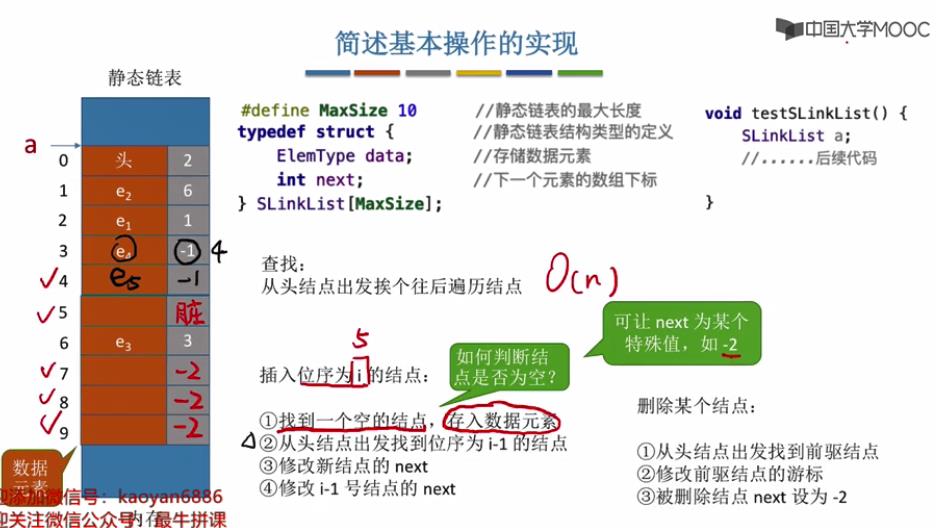 中国大学MOOC
简述基本操作的实现
静态链表
a
0 头 2
1 e2 6
2 e1 1
3 e4 -1 4
4 e5 -1
5 脏
6 e3 3
7 -2
8 -2
9 -2
数据
元素
内存
#define MaxSize 10 //静态链表的最大长度
typedef struct { //静态链表结构类型的定义
ElemType data; //存储数据元素
int next; //下一个元素的数组下标
} SLinkList[MaxSize];
void testSLinkList() {
SLinkList a;
//......后续代码
}
查找：
从头结点出发挨个往后遍历结点 O(n)
5
插入位序为 i 的结点：
如何判断结
点是否为空？
可让 next 为某个
特殊值，如 -2
①找到一个空的结点，存入数据元素
②从头结点出发找到位序为 i-1 的结点
③修改新结点的 next
④修改 i-1 号结点的 next
删除某个结点：
①从头结点出发找到前驱结点
②修改前驱结点的游标
③被删除结点 next 设为 -2
迎添加微信号：kaoyan6886
迎关注微信公众号：最牛拼课